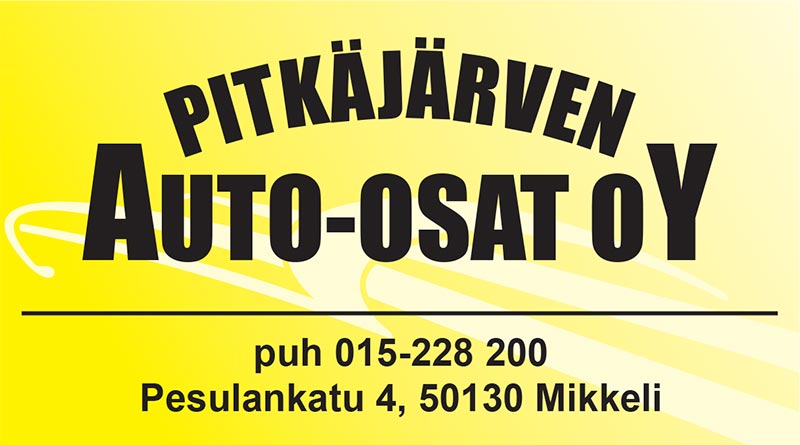 PITKÄJÄRVEN
AUTO-OSAT OY
puh 015-228 200
Pesulankatu 4, 50130 Mikkeli